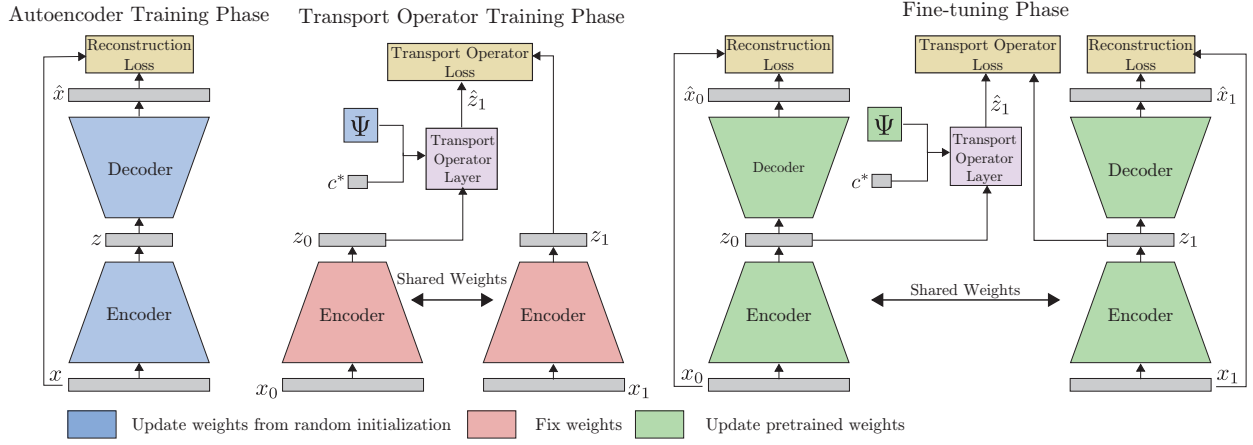 Autoencoder Training Phase
Reconstruction
Loss
x̂
Decoder
z
Encoder
x
Transport Operator Training Phase
Transport Operator
Loss
ẑ₁
Ψ
Transport
Operator
Layer
c*
z₀
z₁
Shared Weights
Encoder
Encoder
x₀
x₁
Fine-tuning Phase
Reconstruction
Loss
Transport Operator
Loss
Reconstruction
Loss
x̂₀
ẑ₁
x̂₁
Ψ
Decoder
Transport
Operator
Layer
Decoder
c*
z₀
z₁
Encoder
Shared Weights
Encoder
x₀
x₁
Update weights from random initialization
Fix weights
Update pretrained weights